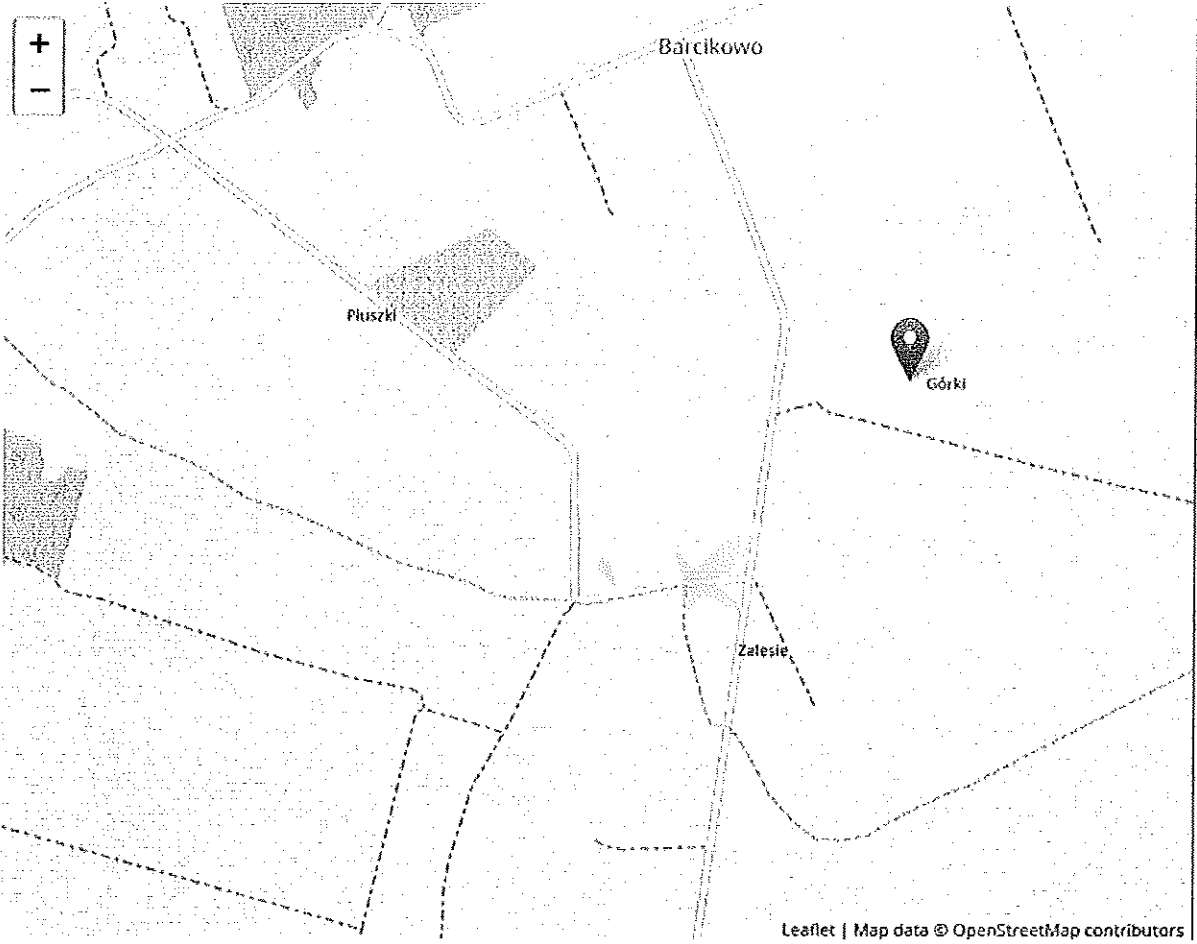 +
Barcikowo
−
Pluszki
Górki
Zalesie
Leaflet | Map data © OpenStreetMap contributors